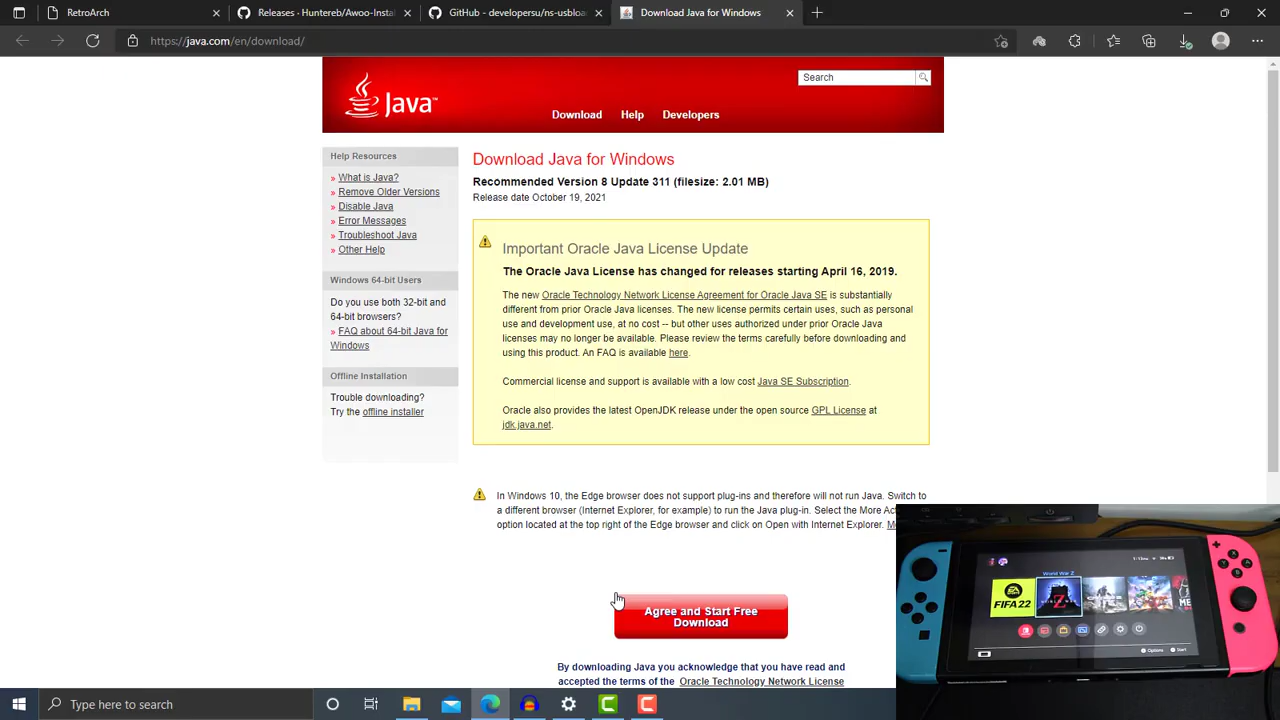 RetroArch
Releases · Huntereb/Awoo-Instal
GitHub - developersu/ns-usbloa
Download Java for Windows
https://java.com/en/download/
Java
Search
Download Help Developers
Help Resources
» What is Java?
» Remove Older Versions
» Disable Java
» Error Messages
» Troubleshoot Java
» Other Help
Windows 64-bit Users
Do you use both 32-bit and
64-bit browsers?
» FAQ about 64-bit Java for
Windows
Offline Installation
Trouble downloading?
Try the offline installer
Download Java for Windows
Recommended Version 8 Update 311 (filesize: 2.01 MB)
Release date October 19, 2021
Important Oracle Java License Update
The Oracle Java License has changed for releases starting April 16, 2019.
The new Oracle Technology Network License Agreement for Oracle Java SE is substantially
different from prior Oracle Java licenses. The new license permits certain uses, such as personal
use and development use, at no cost -- but other uses authorized under prior Oracle Java
licenses may no longer be available. Please review the terms carefully before downloading and
using this product. An FAQ is available here.
Commercial license and support is available with a low cost Java SE Subscription.
Oracle also provides the latest OpenJDK release under the open source GPL License at
jdk.java.net.
In Windows 10, the Edge browser does not support plug-ins and therefore will not run Java. Switch to
a different browser (Internet Explorer, for example) to run the Java plug-in. Select the More Ac
option located at the top right of the Edge browser and click on Open with Internet Explorer.
Agree and Start Free
Download
By downloading Java you acknowledge that you have read and
accepted the terms of the Oracle Technology Network License
World War Z
FIFA 22
Options Start
Type here to search